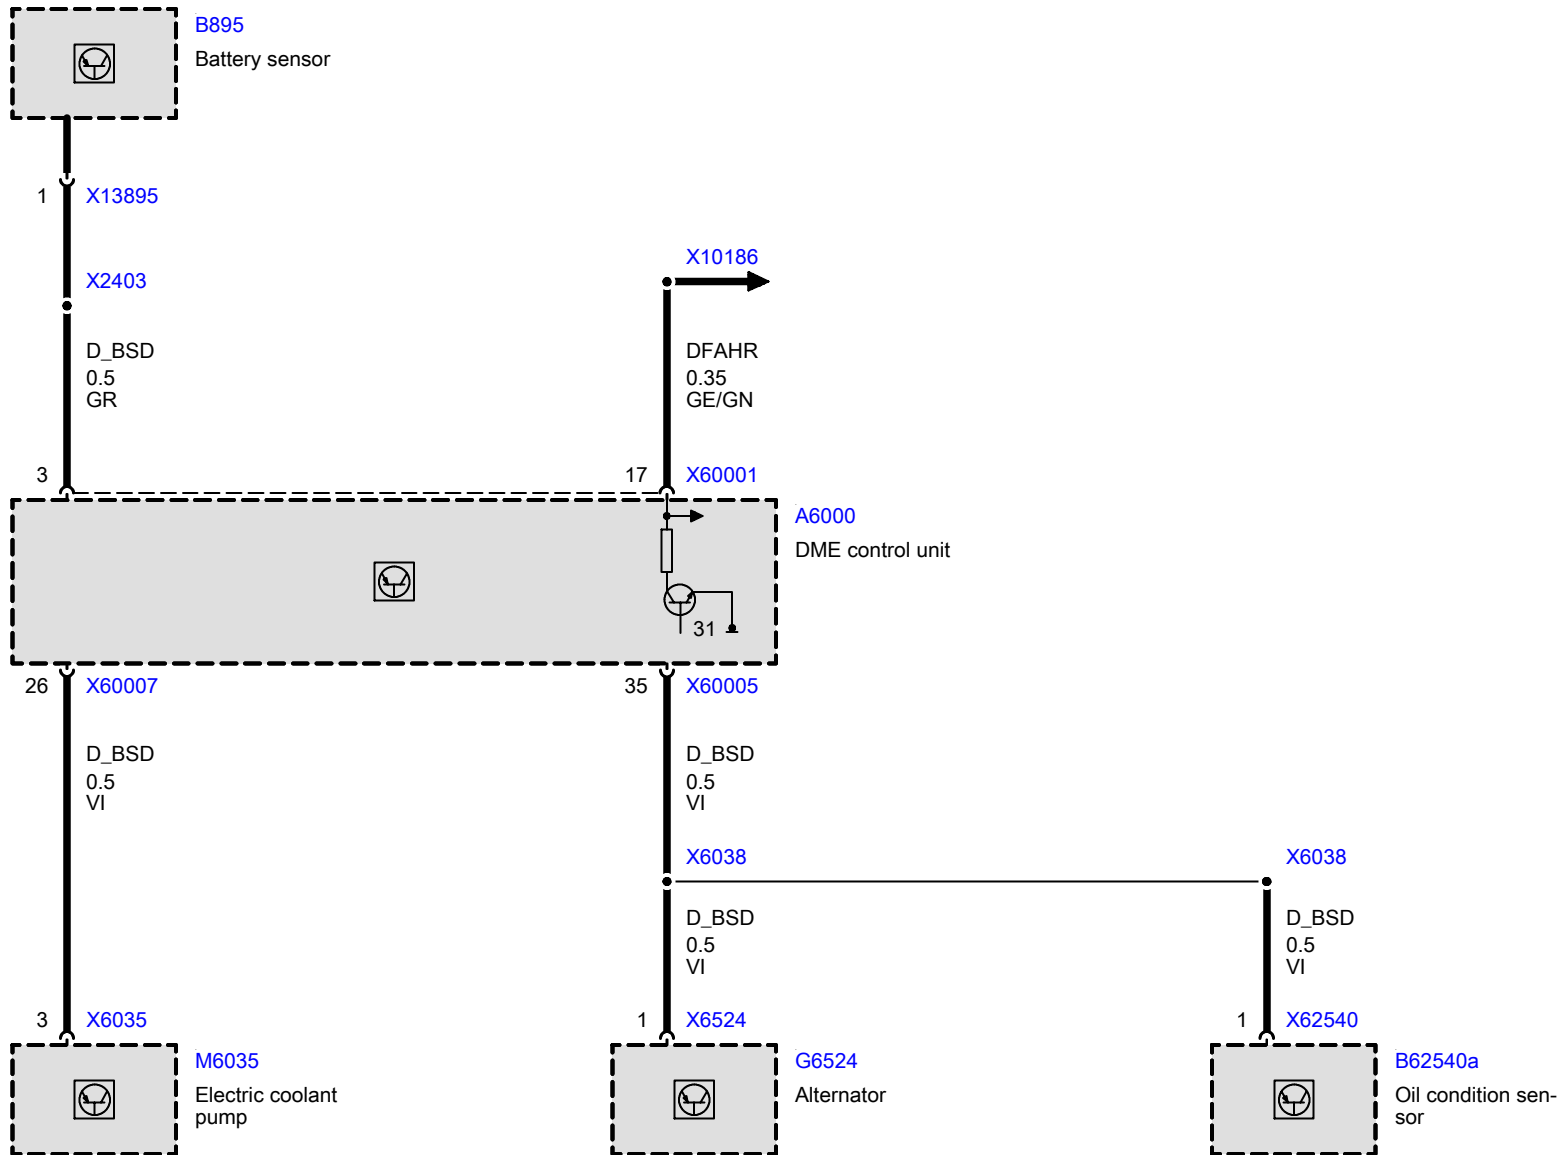 B895
Battery sensor
1
X13895
X2403
X10186
D_BSD
0.5
GR
DFAHR
0.35
GE/GN
3
17
X60001
A6000
DME control unit
31
26
X60007
35
X60005
D_BSD
0.5
VI
D_BSD
0.5
VI
X6038
X6038
D_BSD
0.5
VI
D_BSD
0.5
VI
3
X6035
1
X6524
1
X62540
M6035
Electric coolant
pump
G6524
Alternator
B62540a
Oil condition sen-
sor